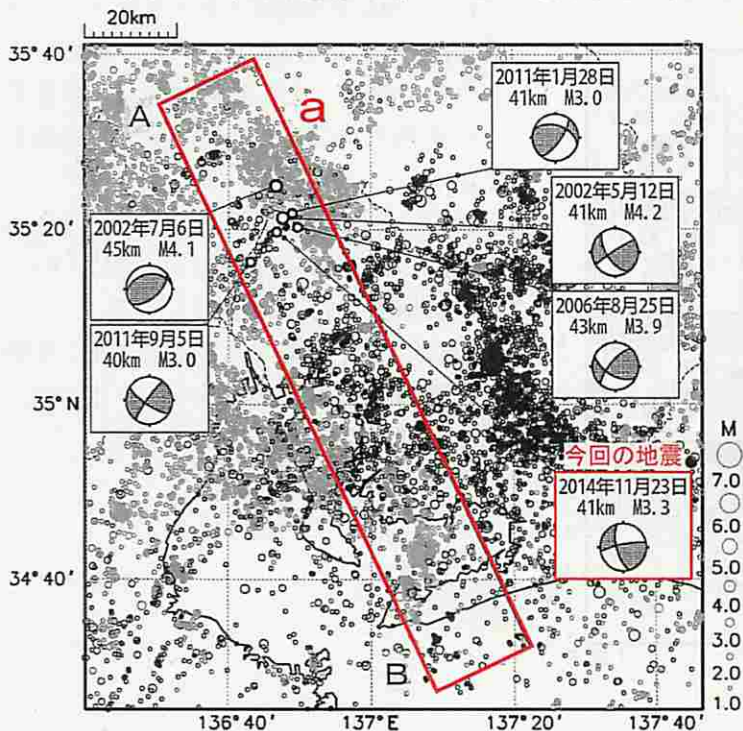 20km
35°40′
35°20′
35°N
34°40′
136°40′
137°E
137°20′
137°40′
A
a
B
2011年1月28日
41km M3.0
2002年5月12日
41km M4.2
2002年7月6日
45km M4.1
2006年8月25日
43km M3.9
2011年9月5日
40km M3.0
今回の地震
2014年11月23日
41km M3.3
M
7.0
6.0
5.0
4.0
3.0
2.0
1.0